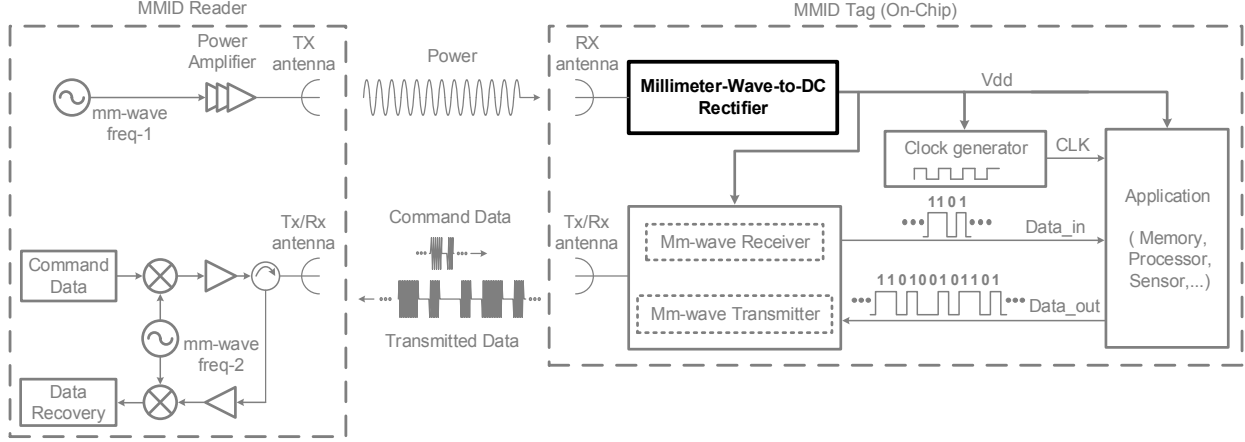 MMID Reader
Power
Amplifier
TX
antenna
mm-wave
freq-1
Command
Data
mm-wave
freq-2
Data
Recovery
Tx/Rx
antenna
Power
Command Data
Transmitted Data
MMID Tag (On-Chip)
RX
antenna
Millimeter-Wave-to-DC
Rectifier
Vdd
Clock generator
CLK
Tx/Rx
antenna
Mm-wave Receiver
Mm-wave Transmitter
1101
Data_in
110100101101
Data_out
Application
( Memory,
Processor,
Sensor,...)